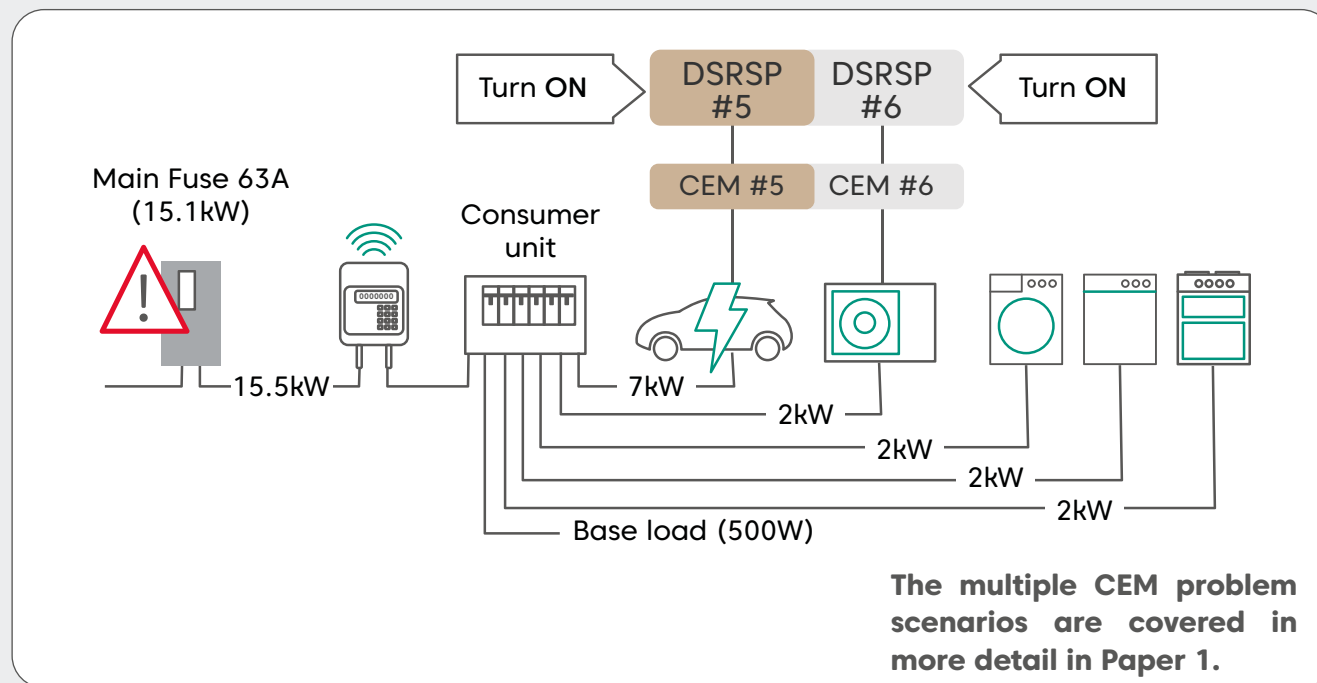 Turn ON
DSRSP
#5
DSRSP
#6
Turn ON
CEM #5
CEM #6
Main Fuse 63A
(15.1kW)
Consumer
unit
0000000
15.5kW
7kW
2kW
2kW
2kW
2kW
Base load (500W)
The multiple CEM problem
scenarios are covered in
more detail in Paper 1.